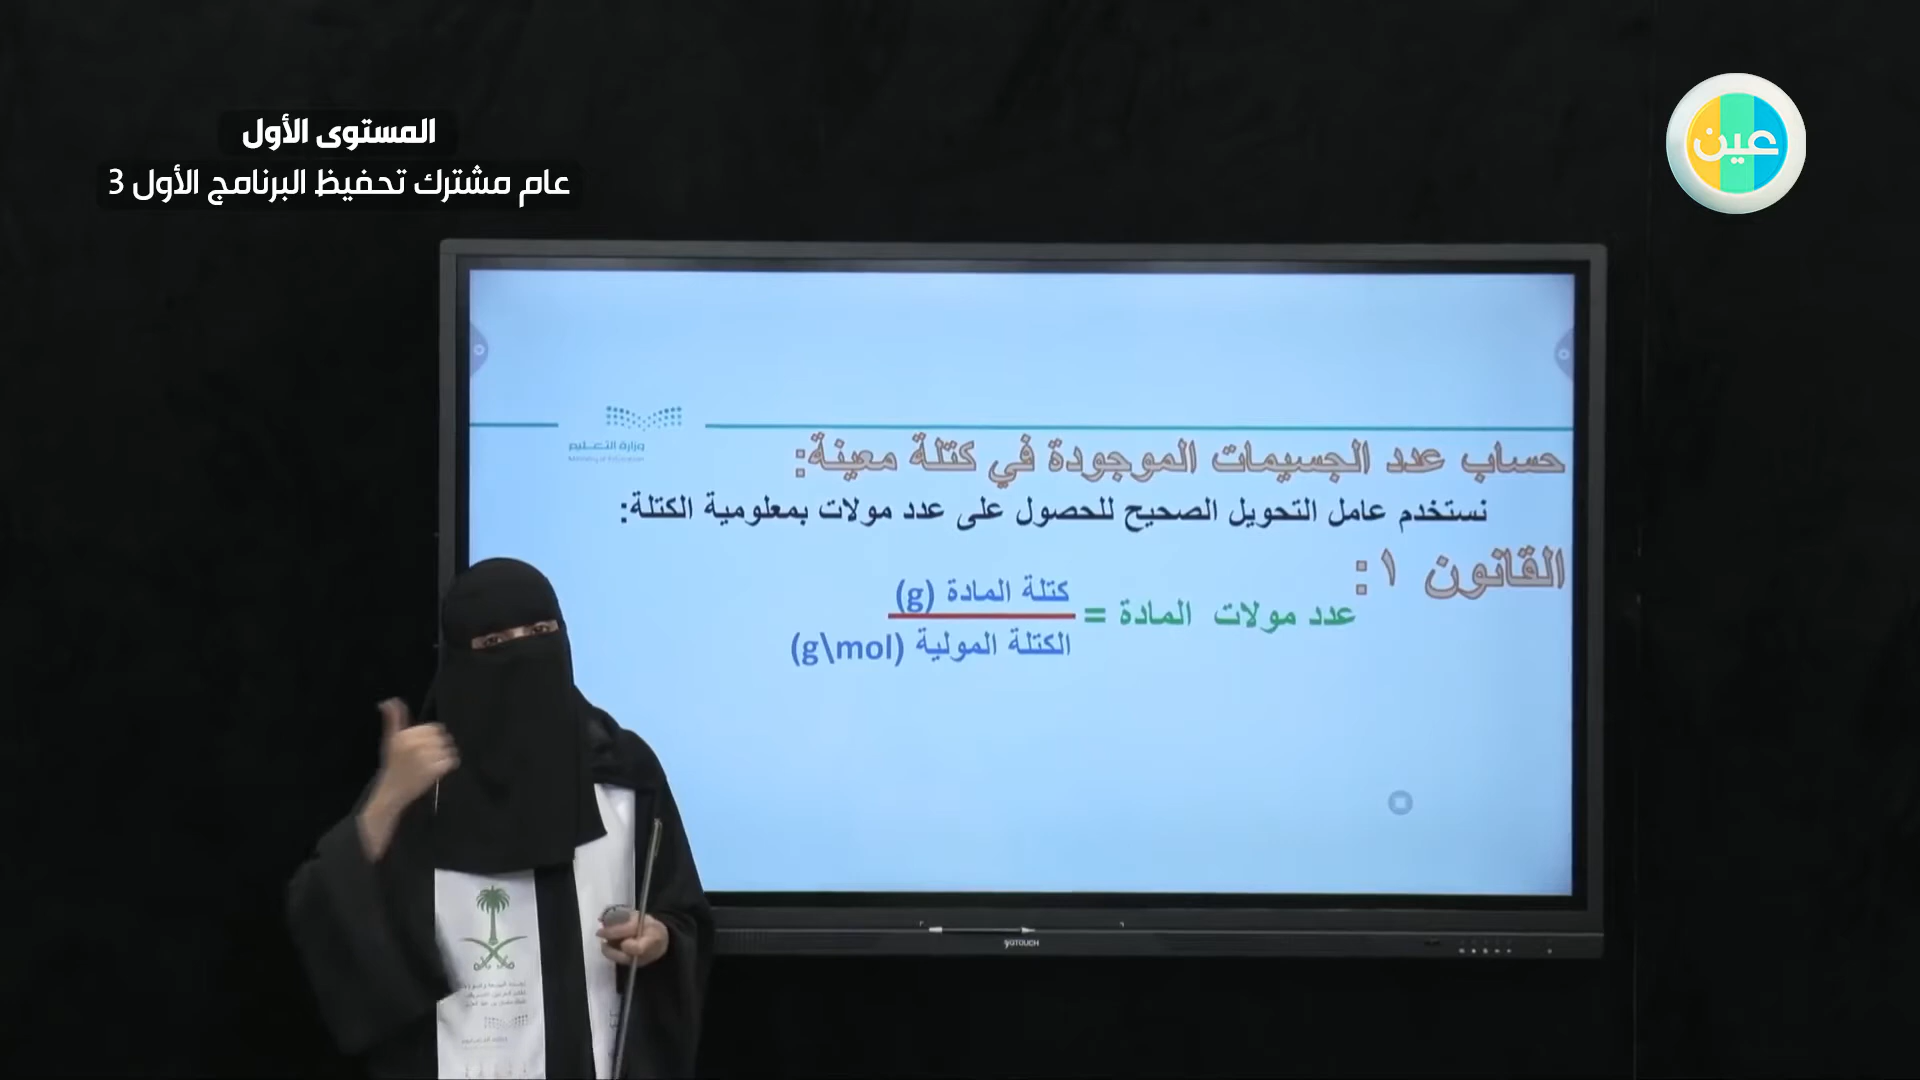 المستوى الأول
عام مشترك تحفيظ البرنامج الأول 3
عين
وزارة التعليم
Ministry of Education
حساب عدد الجسيمات الموجودة في كتلة معينة:
نستخدم عامل التحويل الصحيح للحصول على عدد مولات بمعلومية الكتلة:
القانون ١ :
عدد مولات المادة =
كتلة المادة (g)
الكتلة المولية (g\mol)